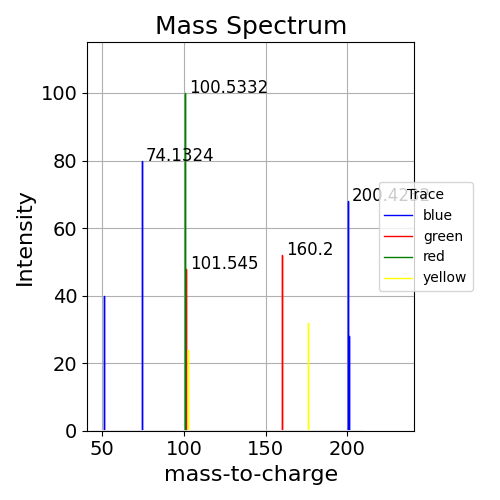 Mass Spectrum
100.5332
100
80
74.1324
200.4232
Trace
blue
green
red
yellow
60
101.545
160.2
40
20
0
50 100 150 200
Intensity
mass-to-charge